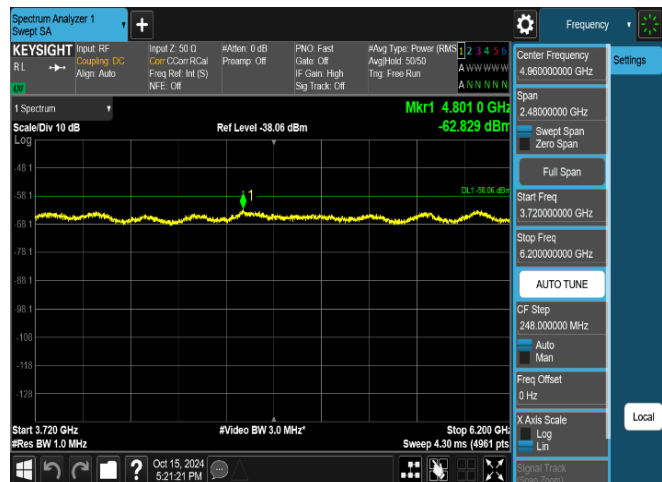 Spectrum Analyzer 1
Swept SA
Frequency
KEYSIGHT
RL
Input: RF
Coupling: DC
Align: Auto
Input Z: 50 Ω
Corr CCorr RCal
Freq Ref: Int (S)
NFE: Off
#Atten: 0 dB
Preamp: Off
PNO: Fast
Gate: Off
IF Gain: High
Sig Track: Off
#Avg Type: Power (RMS
Avg|Hold: 50/50
Trig: Free Run
1 2 3 4 5 6
A W W W W W
A N N N N N
1 Spectrum
Scale/Div 10 dB
Log
Ref Level -38.06 dBm
Mkr1 4.801 0 GHz
-62.829 dBm
-48.1
-58.1
-68.1
-78.1
-88.1
-98.1
-108
-118
-128
1
DL1 -58.06 dBm
Start 3.720 GHz
#Res BW 1.0 MHz
#Video BW 3.0 MHz*
Stop 6.200 GHz
Sweep 4.30 ms (4961 pts
Oct 15, 2024
5:21:21 PM
Center Frequency
4.960000000 GHz
Span
2.48000000 GHz
Swept Span
Zero Span
Full Span
Start Freq
3.720000000 GHz
Stop Freq
6.200000000 GHz
AUTO TUNE
CF Step
248.000000 MHz
Auto
Man
Freq Offset
0 Hz
X Axis Scale
Log
Lin
Signal Track
(Span Zoom)
Settings
Local